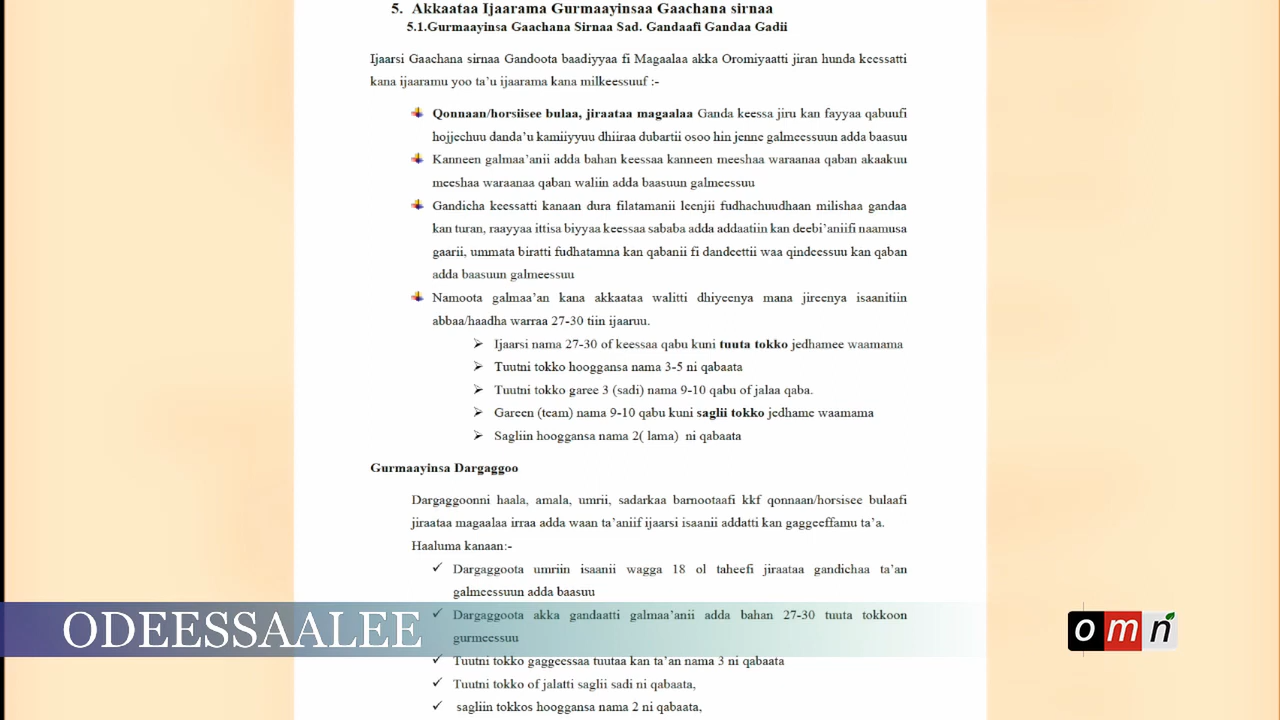 5. Akkaataa Ijaarama Gurmaayinsaa Gaachana sirnaa
5.1.Gurmaayinsa Gaachana Sirnaa Sad. Gandaafi Gandaa Gadii
Ijaarsi Gaachana sirnaa Gandoota baadiyyaa fi Magaalaa akka Oromiyaatti jiran hunda keessatti
kana ijaaramu yoo ta’u ijaarama kana milkeessuuf :-
Qonnaan/horsiisee bulaa, jiraataa magaalaa Ganda keessa jiru kan fayyaa qabuufi
hojjechuu danda’u kamiiyyuu dhiiraa dubartii osoo hin jenne galmeessuun adda baasuu
Kanneen galmaa’anii adda bahan keessaa kanneen meeshaa waraanaa qaban akaakuu
meeshaa waraanaa qaban waliin adda baasuun galmeessuu
Gandicha keessatti kanaan dura filatamanii leenjii fudhachuudhaan milishaa gandaa
kan turan, raayyaa ittisa biyyaa keessaa sababa adda addaatiin kan deebi’aniifi naamusa
gaarii, ummata biratti fudhatamna kan qabanii fi dandeettii waa qindeessuu kan qaban
adda baasuun galmeessuu
Namoota galmaa’an kana akkaataa walitti dhiyeenya mana jireenya isaanitiin
abbaa/haadha warraa 27-30 tiin ijaaruu.
➢ Ijaarsi nama 27-30 of keessaa qabu kuni tuuta tokko jedhamee waamama
➢ Tuutni tokko hooggansa nama 3-5 ni qabaata
➢ Tuutni tokko garee 3 (sadi) nama 9-10 qabu of jalaa qaba.
➢ Gareen (team) nama 9-10 qabu kuni saglii tokko jedhame waamama
➢ Sagliin hooggansa nama 2( lama) ni qabaata
Gurmaayinsa Dargaggoo
Dargaggoonni haala, amala, umrii, sadarkaa barnootaafi kkf qonnaan/horsisee bulaafi
jiraataa magaalaa irraa adda waan ta’aniif ijaarsi isaanii addatti kan gaggeeffamu ta’a.
Haaluma kanaan:-
✓ Dargaggoota umriin isaanii wagga 18 ol taheefi jiraataa gandichaa ta’an
galmeessuun adda baasuu
✓ Dargaggoota akka gandaatti galmaa’anii adda bahan 27-30 tuuta tokkoon
gurmeessuu
ODEESSAALEE
omn
✓ Tuutni tokko gaggeessaa tuutaa kan ta’an nama 3 ni qabaata
✓ Tuutni tokko of jalatti saglii sadi ni qabaata,
✓ sagliin tokkos hooggansa nama 2 ni qabaata,